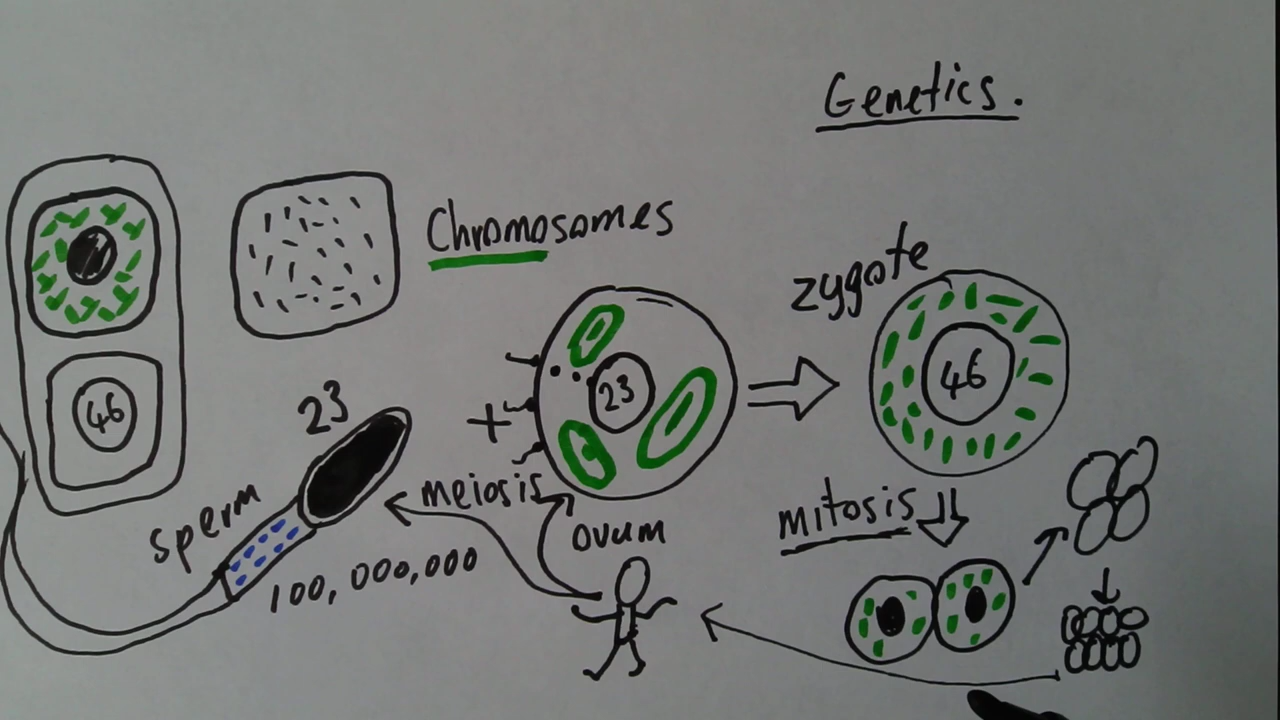 Genetics.
Chromosomes
zygote
46
23
23
46
+
meiosis
sperm
ovum
mitosis
100,000,000